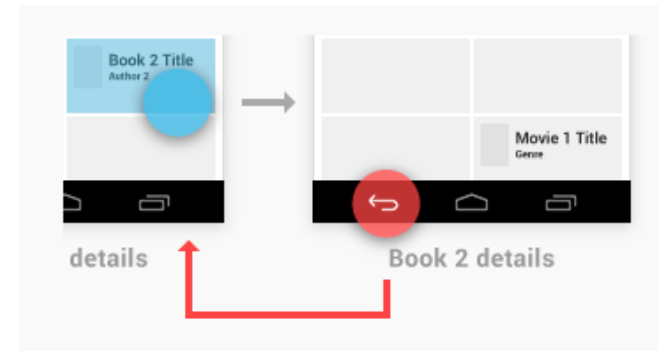 Book 2 Title
Author 2
Movie 1 Title
Genre
details
Book 2 details